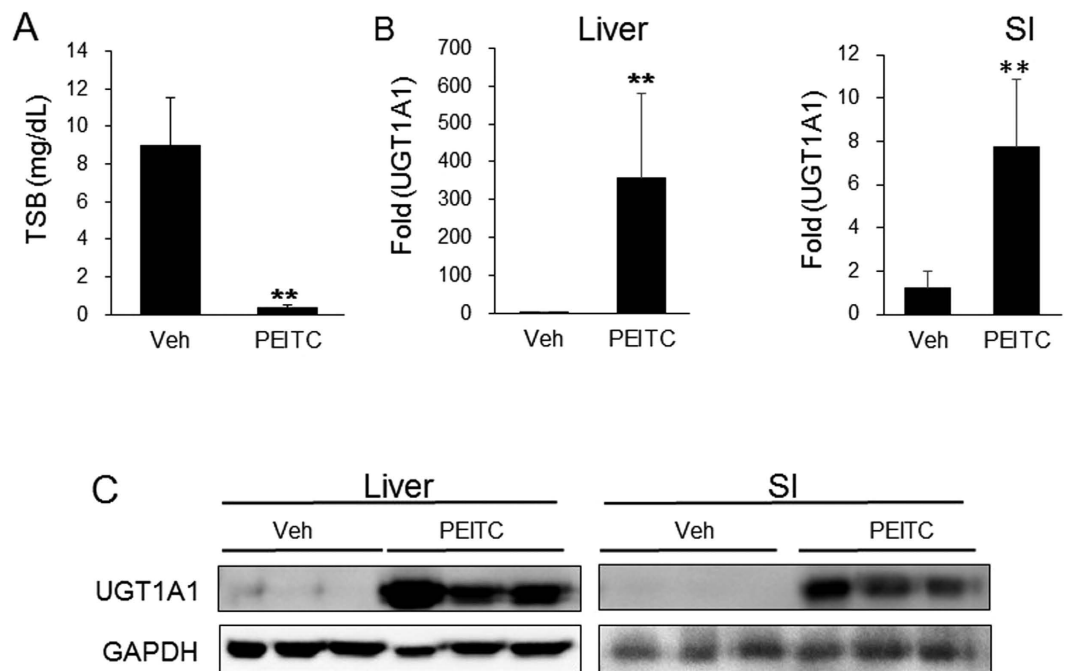 A
TSB (mg/dL)
14
12
10
8
6
4
2
0
**
Veh PEITC
B
Liver
Fold (UGT1A1)
700
600
500
400
300
200
100
0
**
Veh PEITC
SI
Fold (UGT1A1)
12
10
8
6
4
2
0
**
Veh PEITC
C
Liver SI
Veh PEITC Veh PEITC
UGT1A1
GAPDH